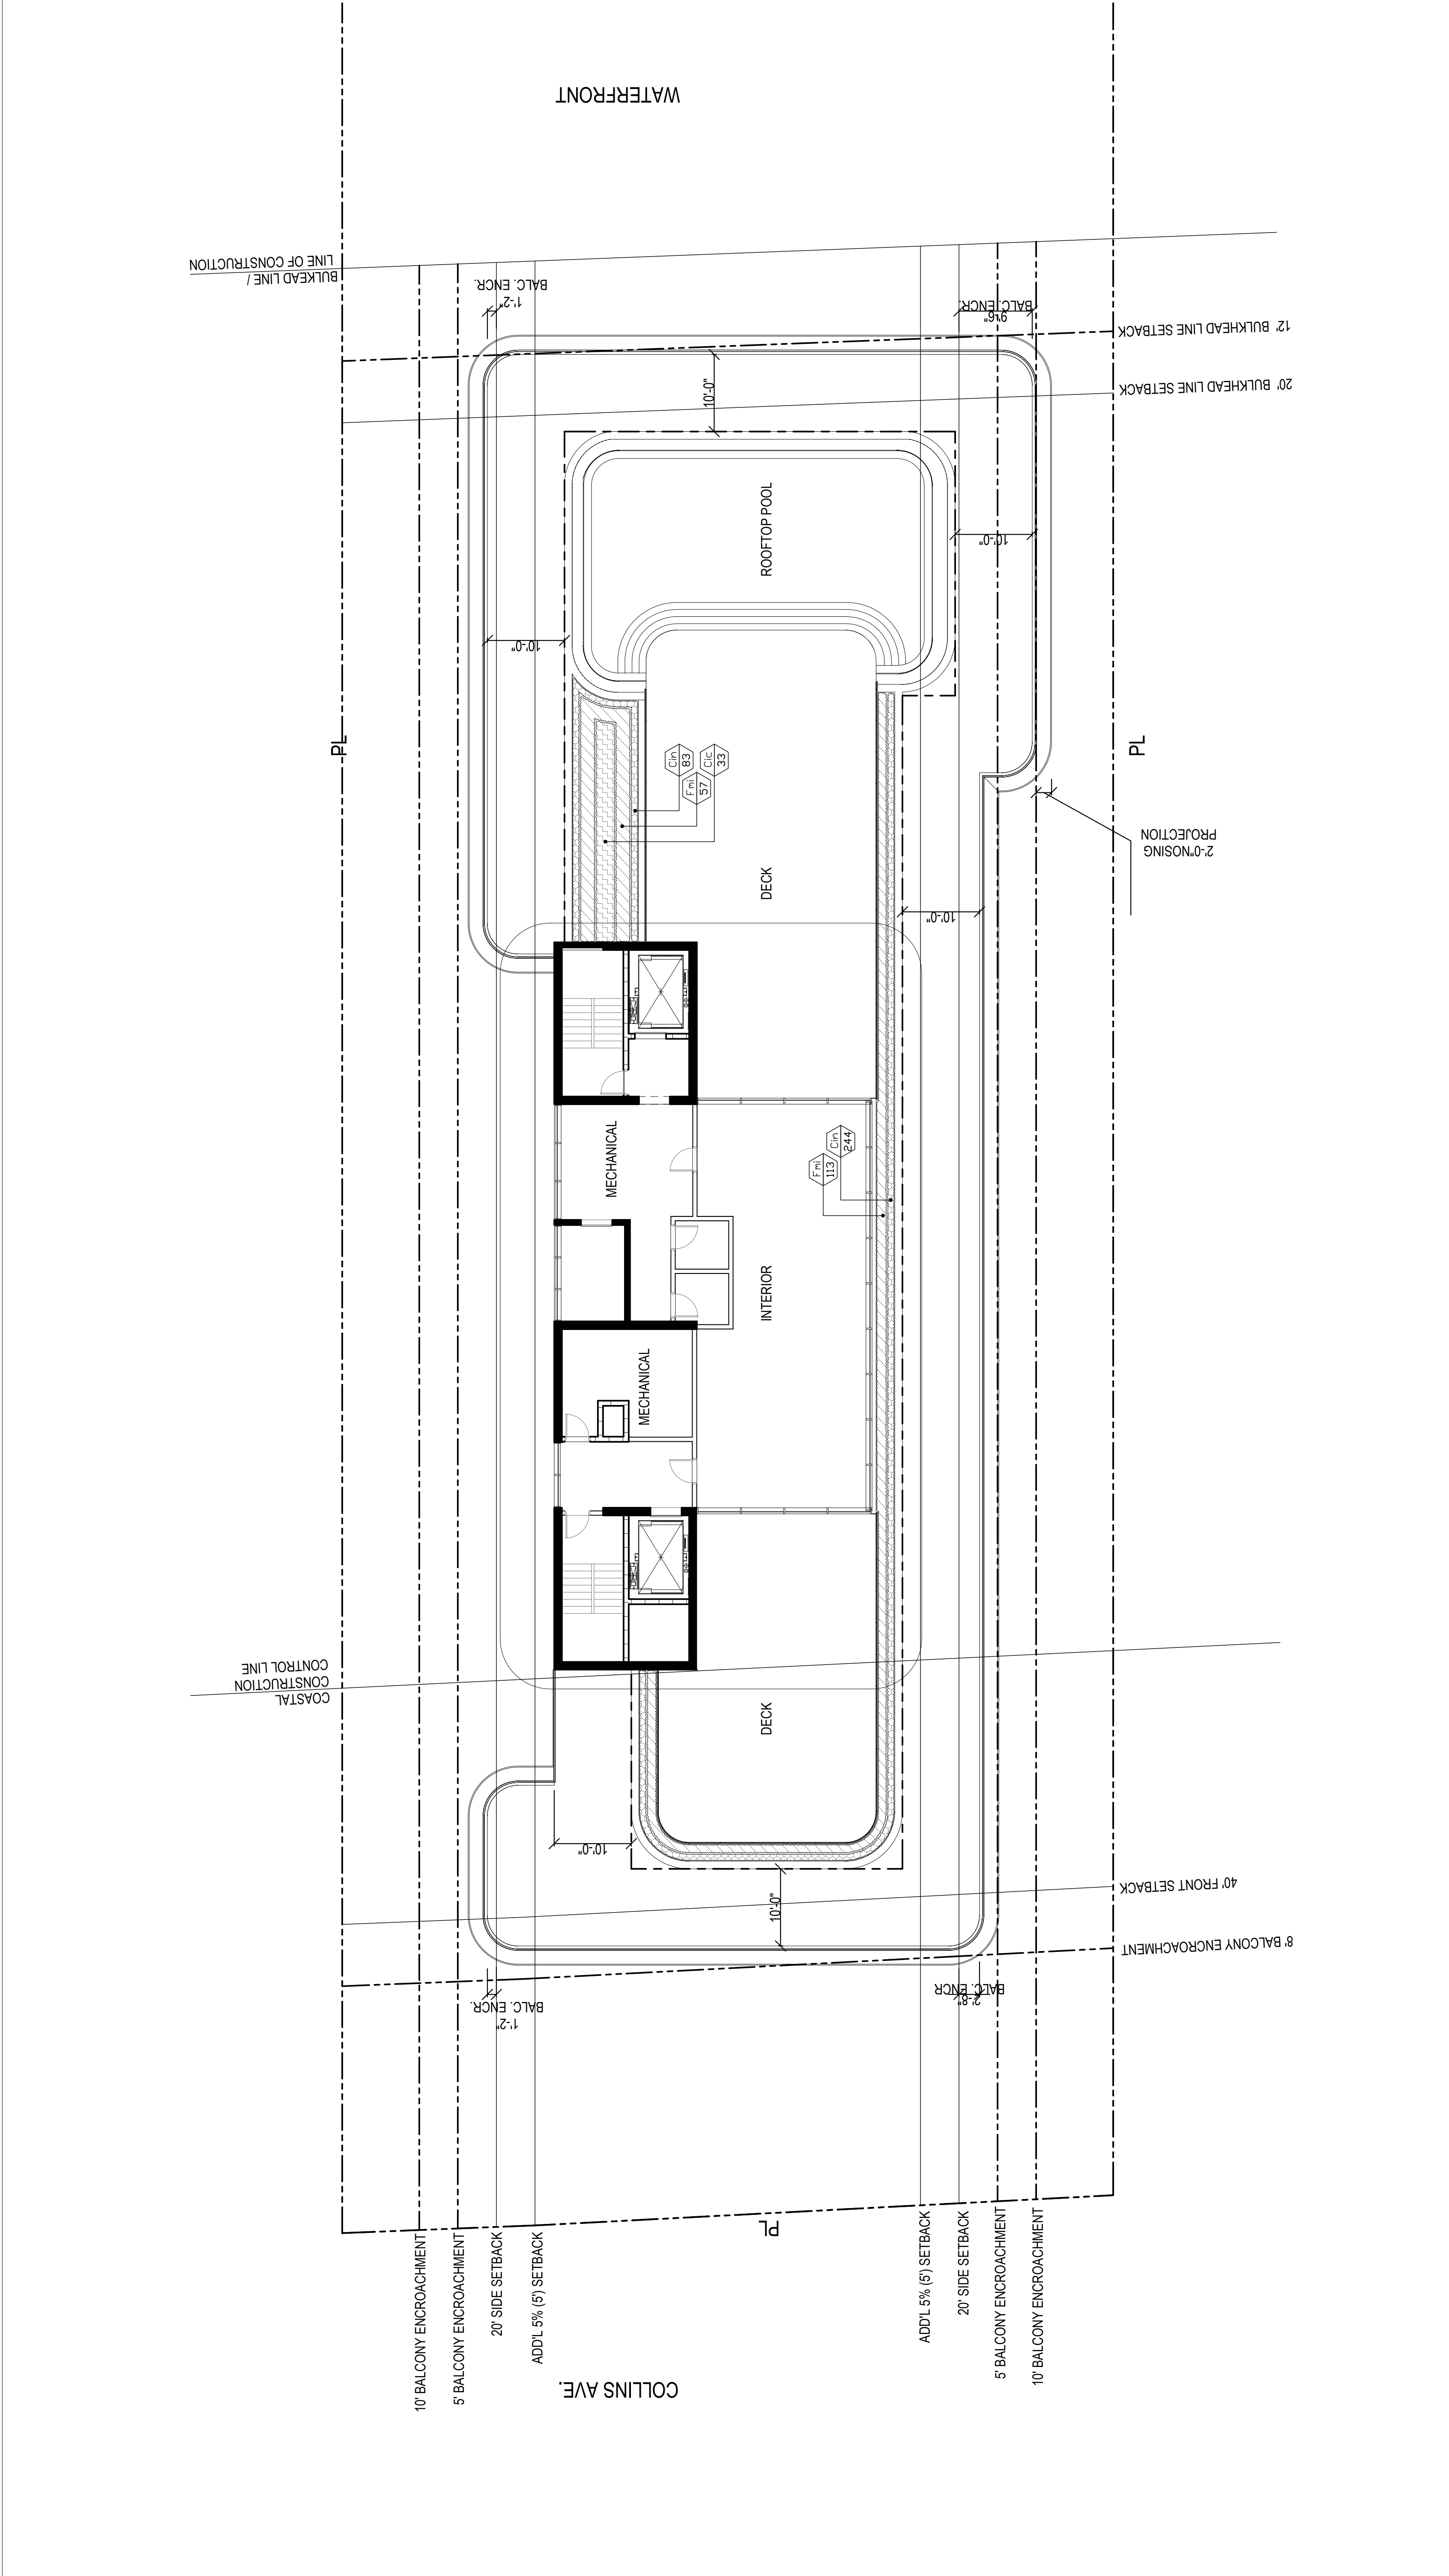 WATERFRONT
BULKHEAD LINE /
LINE OF CONSTRUCTION
1'-2"
BALC. ENCR.
9'-6"
BALC. ENCR.
12' BULKHEAD LINE SETBACK
20' BULKHEAD LINE SETBACK
10'-0"
ROOFTOP POOL
10'-0"
10'-0"
PL
PL
Cin
83
Fmi
57
Clc
33
2'-0"NOSING
PROJECTION
DECK
10'-0"
MECHANICAL
Cin
244
Fmi
113
INTERIOR
MECHANICAL
COASTAL
CONSTRUCTION
CONTROL LINE
DECK
10'-0"
10'-0"
40' FRONT SETBACK
8' BALCONY ENCROACHMENT
1'-2"
BALC. ENCR.
2'-8"
BALC. ENCR
PL
10' BALCONY ENCROACHMENT
5' BALCONY ENCROACHMENT
20' SIDE SETBACK
ADD'L 5% (5') SETBACK
ADD'L 5% (5') SETBACK
20' SIDE SETBACK
5' BALCONY ENCROACHMENT
10' BALCONY ENCROACHMENT
COLLINS AVE.